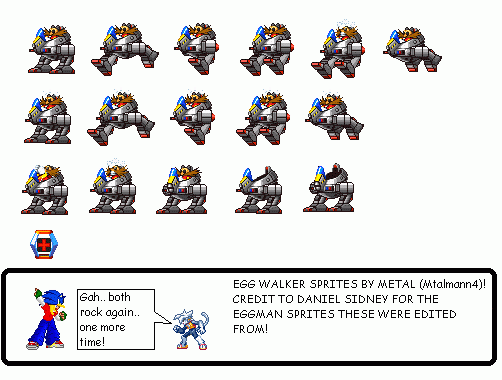 Gah.. both
rock again..
one more
time!
EGG WALKER SPRITES BY METAL (Mtalmann4)!
CREDIT TO DANIEL SIDNEY FOR THE
EGGMAN SPRITES THESE WERE EDITED
FROM!